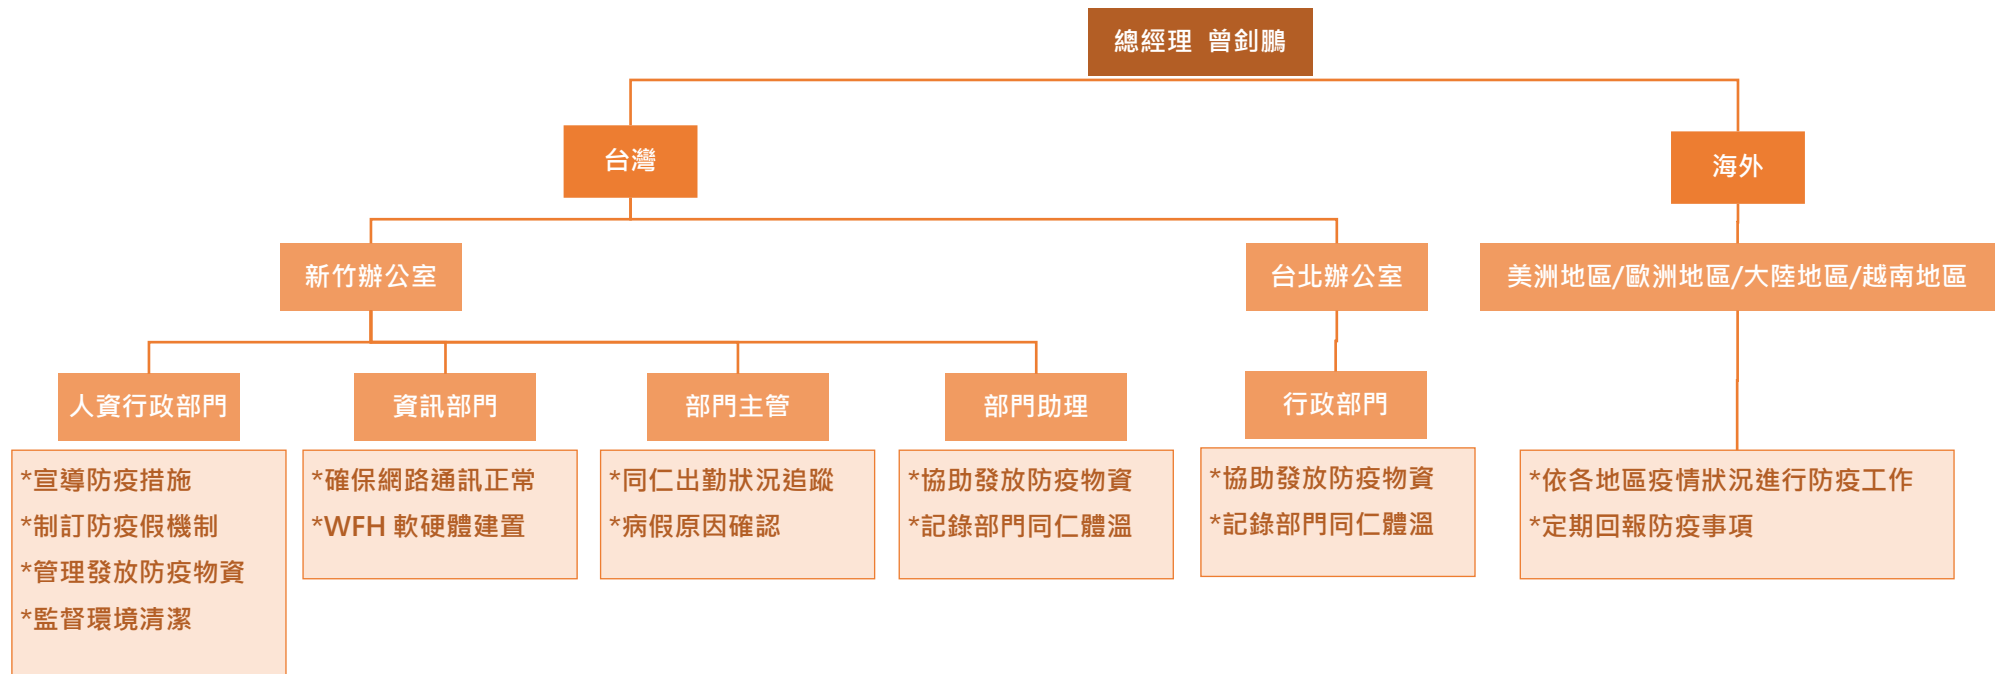 總經理 曾釗鵬
台灣
海外
新竹辦公室
台北辦公室
美洲地區/歐洲地區/大陸地區/越南地區
人資行政部門
資訊部門
部門主管
部門助理
行政部門
*宣導防疫措施
*制訂防疫假機制
*管理發放防疫物資
*監督環境清潔
*確保網路通訊正常
*WFH 軟硬體建置
*同仁出勤狀況追蹤
*病假原因確認
*協助發放防疫物資
*記錄部門同仁體溫
*協助發放防疫物資
*記錄部門同仁體溫
*依各地區疫情狀況進行防疫工作
*定期回報防疫事項